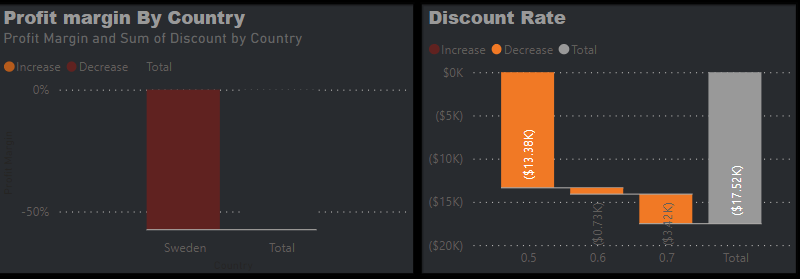 Profit margin By Country
Profit Margin and Sum of Discount by Country
Increase Decrease Total
0%
-50%
Sweden Total
Discount Rate
Increase Decrease Total
$0K
($5K)
($10K)
($15K)
($20K)
($13.38K)
($0.73K)
($3.42K)
($17.52K)
0.5 0.6 0.7 Total